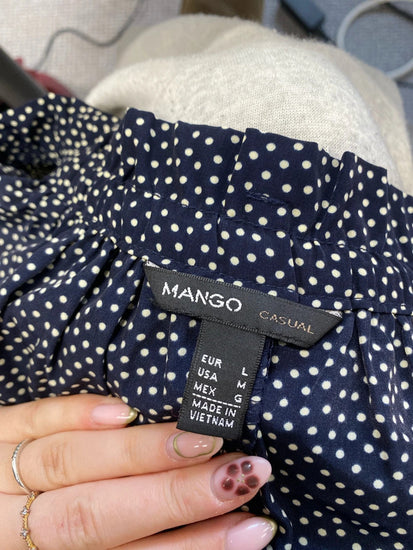 MANGO CASUAL
EUR L
USA M
MEX G
MADE IN
VIETNAM